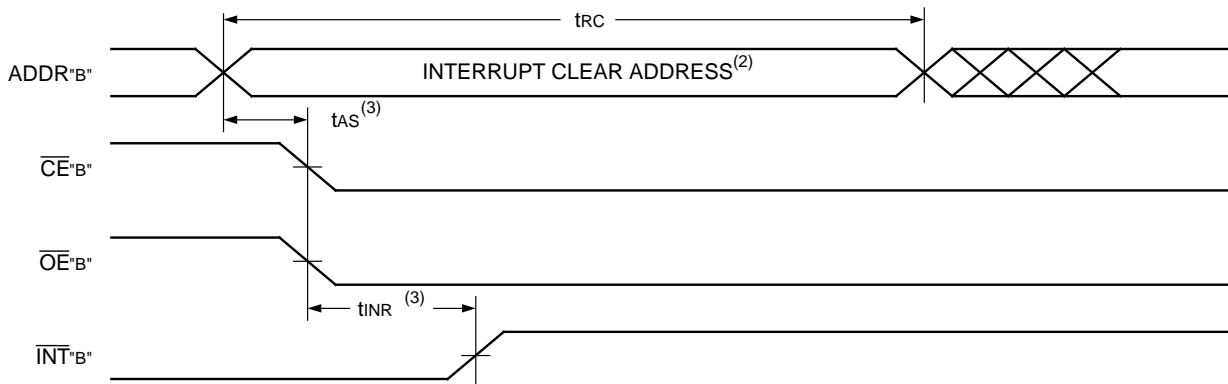 tRC
ADDR"B"
INTERRUPT CLEAR ADDRESS(2)
tAS(3)
CE"B"
OE"B"
tINR (3)
INT"B"